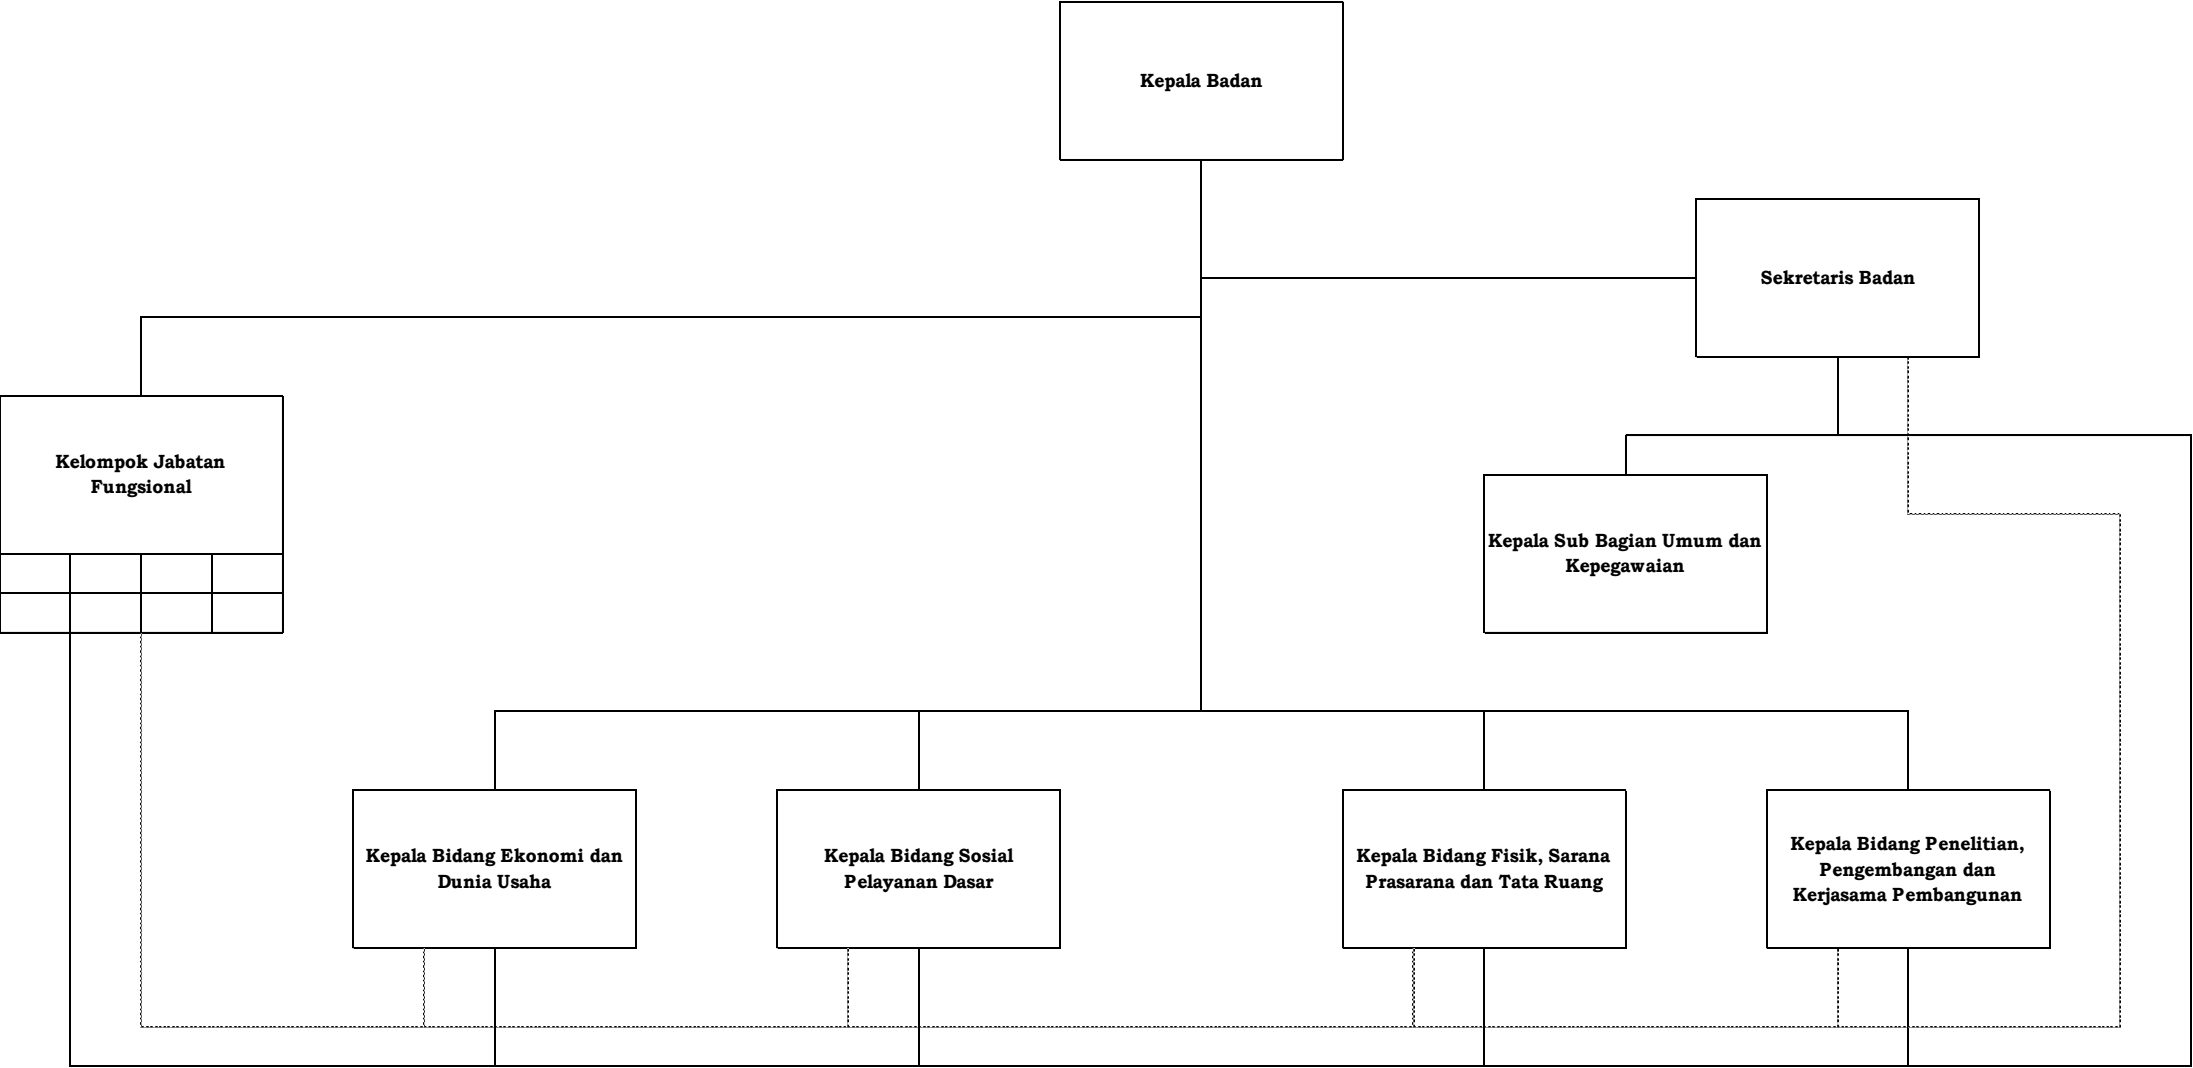 Kepala Badan
Sekretaris Badan
Kelompok Jabatan
Fungsional
Kepala Sub Bagian Umum dan
Kepegawaian
Kepala Bidang Ekonomi dan
Dunia Usaha
Kepala Bidang Sosial
Pelayanan Dasar
Kepala Bidang Fisik, Sarana
Prasarana dan Tata Ruang
Kepala Bidang Penelitian,
Pengembangan dan
Kerjasama Pembangunan